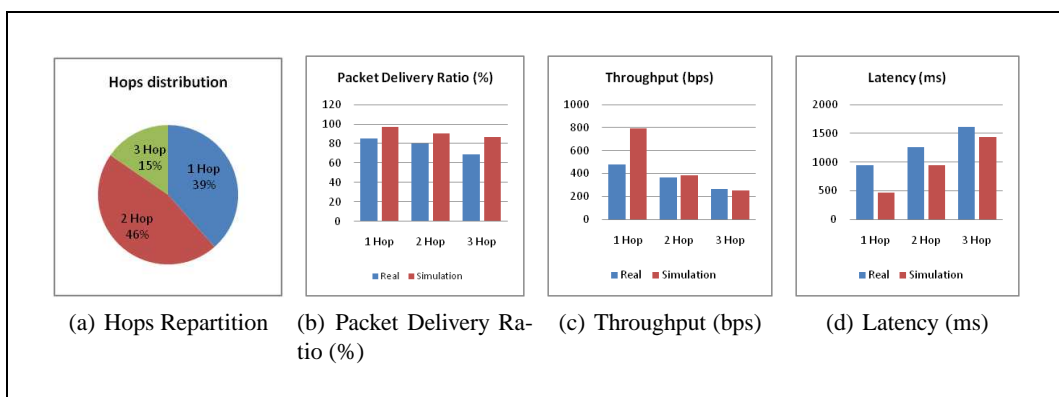 Hops distribution
3 Hop
15%
1 Hop
39%
2 Hop
46%
(a) Hops Repartition
Packet Delivery Ratio (%)
120
100
80
60
40
20
0
1 Hop 2 Hop 3 Hop
Real Simulation
(b) Packet Delivery Ra-
tio (%)
Throughput (bps)
1000
800
600
400
200
0
1 Hop 2 Hop 3 Hop
Real Simulation
(c) Throughput (bps)
Latency (ms)
2000
1500
1000
500
0
1 Hop 2 Hop 3 Hop
Real Simulation
(d) Latency (ms)